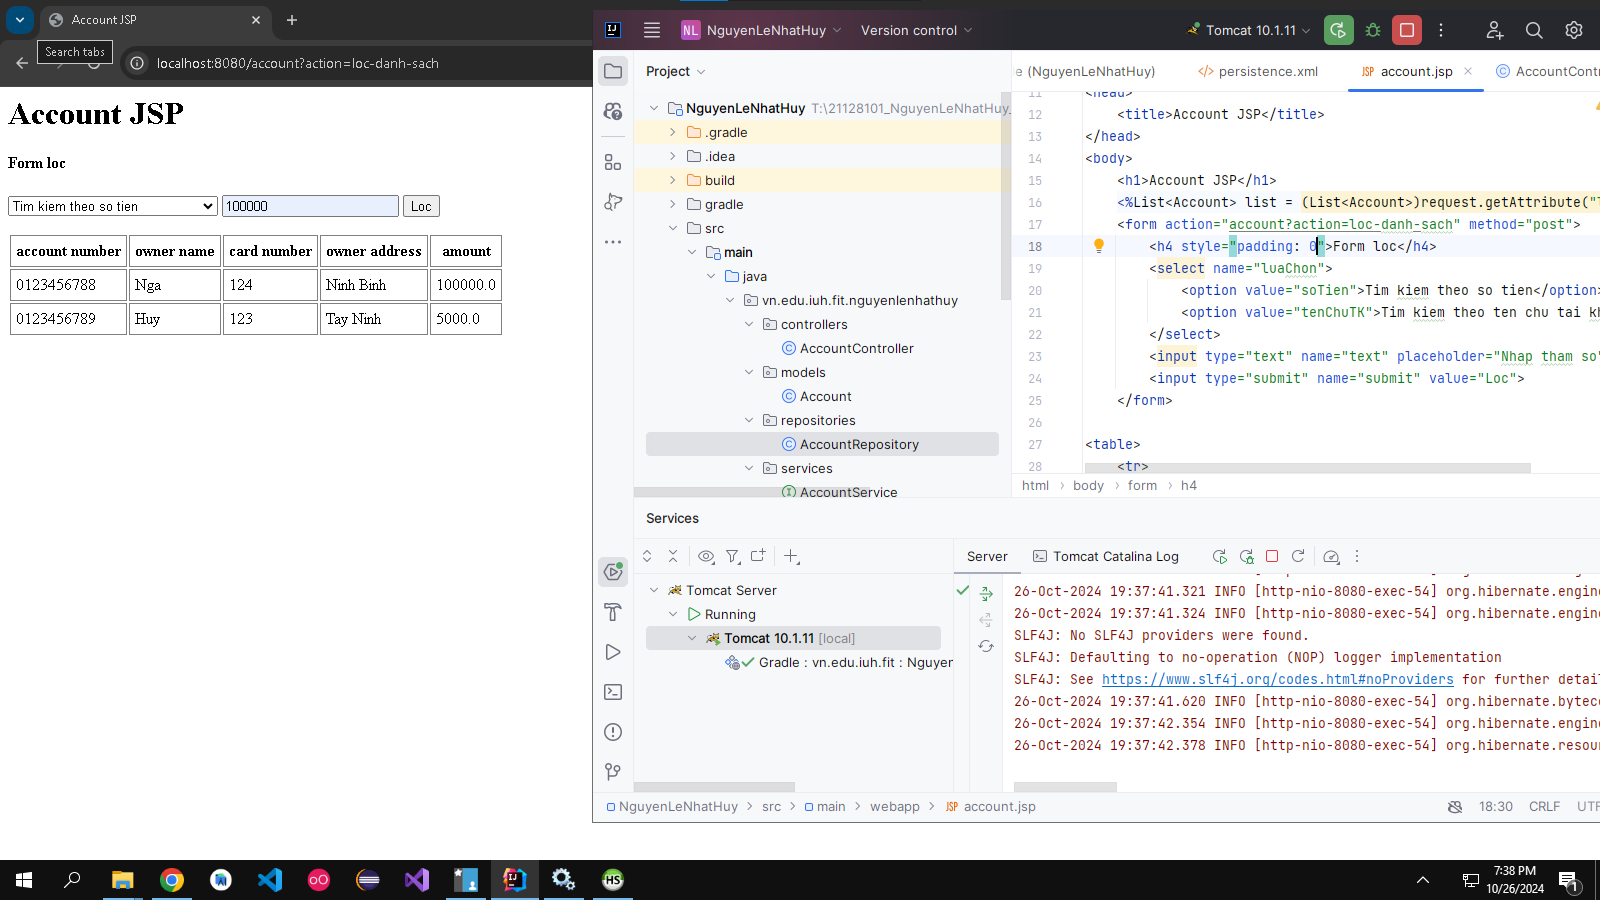 Account JSP
Search tabs
localhost:8080/account?action=loc-danh-sach
Account JSP
Form loc
Tim kiem theo so tien
100000
Loc
account number owner name card number owner address amount
0123456788 Nga 124 Ninh Binh 100000.0
0123456789 Huy 123 Tay Ninh 5000.0
NL NguyenLeNhatHuy Version control
Tomcat 10.1.11
Project
e (NguyenLeNhatHuy) persistence.xml account.jsp AccountContr
NguyenLeNhatHuy T:\21128101_NguyenLeNhatHuy_
.gradle
.idea
build
gradle
src
main
java
vn.edu.iuh.fit.nguyenlenhathuy
controllers
AccountController
models
Account
repositories
AccountRepository
services
AccountService
11 <head>
12 <title>Account JSP</title>
13 </head>
14 <body>
15 <h1>Account JSP</h1>
16 <%List<Account> list = (List<Account>)request.getAttribute("
17 <form action="account?action=loc-danh-sach" method="post">
18 <h4 style="padding: 0">Form loc</h4>
19 <select name="luaChon">
20 <option value="soTien">Tim kiem theo so tien</option>
21 <option value="tenChuTK">Tim kiem theo ten chu tai kh
22 </select>
23 <input type="text" name="text" placeholder="Nhap tham so"
24 <input type="submit" name="submit" value="Loc">
25 </form>
26
27 <table>
28 <tr>
html > body > form > h4
Services
Server Tomcat Catalina Log
Tomcat Server
Running
Tomcat 10.1.11 [local]
Gradle : vn.edu.iuh.fit : Nguyen
26-Oct-2024 19:37:41.321 INFO [http-nio-8080-exec-54] org.hibernate.engine
26-Oct-2024 19:37:41.324 INFO [http-nio-8080-exec-54] org.hibernate.engine
SLF4J: No SLF4J providers were found.
SLF4J: Defaulting to no-operation (NOP) logger implementation
SLF4J: See https://www.slf4j.org/codes.html#noProviders for further detail
26-Oct-2024 19:37:41.620 INFO [http-nio-8080-exec-54] org.hibernate.byteco
26-Oct-2024 19:37:42.354 INFO [http-nio-8080-exec-54] org.hibernate.engine
26-Oct-2024 19:37:42.378 INFO [http-nio-8080-exec-54] org.hibernate.resour
NguyenLeNhatHuy > src > main > webapp > account.jsp
18:30 CRLF UTF
7:38 PM
10/26/2024
1